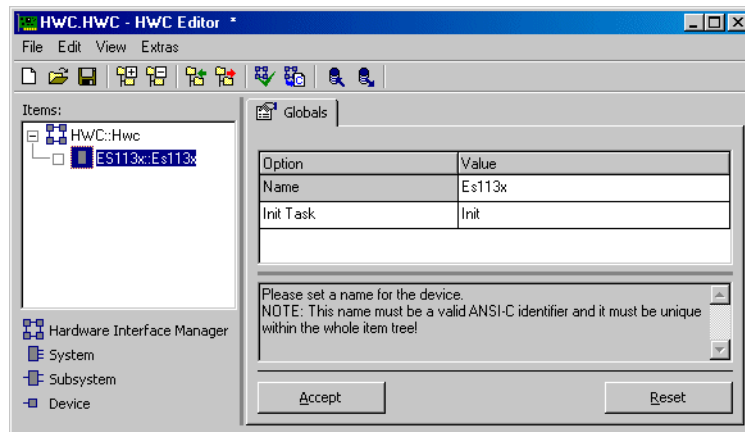 HWC.HWC - HWC Editor *
File Edit View Extras
Items:
HWC::Hwc
ES113x::Es113x
Hardware Interface Manager
System
Subsystem
Device
Globals
Option Value
Name Es113x
Init Task Init
Please set a name for the device.
NOTE: This name must be a valid ANSI-C identifier and it must be unique
within the whole item tree!
Accept Reset